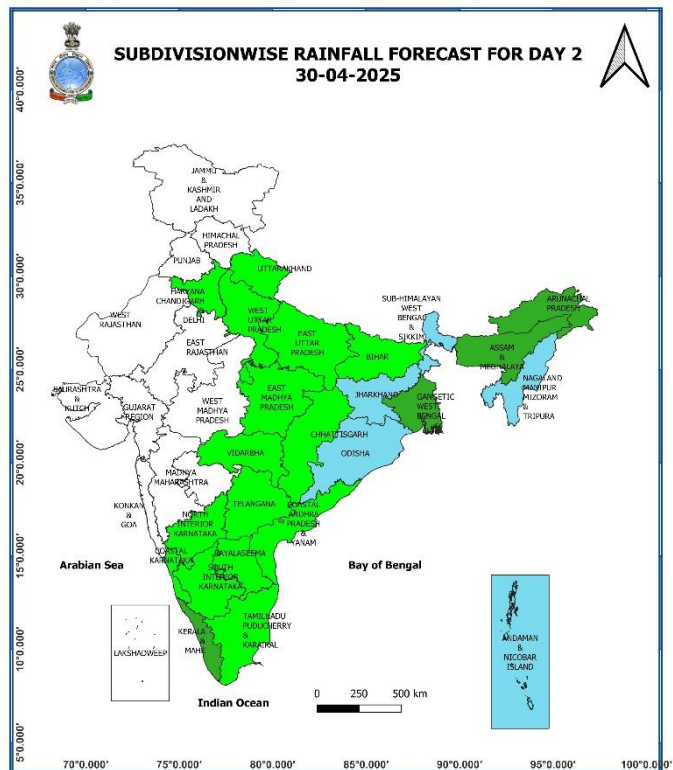 SUBDIVISIONWISE RAINFALL FORECAST FOR DAY 2
30-04-2025
40°0.000'
35°0.000'
30°0.000'
25°0.000'
20°0.000'
15°0.000'
10°0.000'
5°0.000'
JAMMU
&
KASHMIR
AND
LADAKH
HIMACHAL
PRADESH
PUNJAB
UTTARAKHAND
HARYANA
CHANDIGARH
DELHI
WEST
RAJASTHAN
EAST
RAJASTHAN
WEST
UTTAR
PRADESH
EAST
UTTAR
PRADESH
BIHAR
SUB-HIMALAYAN
WEST
BENGAL
&
SIKKIM
ARUNACHAL
PRADESH
ASSAM
&
MEGHALAYA
NAGALAND
MANIPUR
MIZORAM
&
TRIPURA
SAURASHTRA
&
KUTCH
GUJARAT
REGION
WEST
MADHYA
PRADESH
EAST
MADHYA
PRADESH
JHARKHAND
GANGETIC
WEST
BENGAL
CHHATTISGARH
ODISHA
VIDARBHA
MADHYA
MAHARASHTRA
KONKAN
&
GOA
TELANGANA
NORTH
INTERIOR
KARNATAKA
COASTAL
ANDHRA
PRADESH
&
YANAM
COASTAL
KARNATAKA
RAYALASEEMA
SOUTH
INTERIOR
KARNATAKA
Arabian Sea
Bay of Bengal
KERALA
&
MAHE
TAMILNADU
PUDUCHERRY
&
KARAIKAL
LAKSHADWEEP
ANDAMAN
&
NICOBAR
ISLAND
Indian Ocean
0 250 500 km
70°0.000' 75°0.000' 80°0.000' 85°0.000' 90°0.000' 95°0.000' 100°0.000'